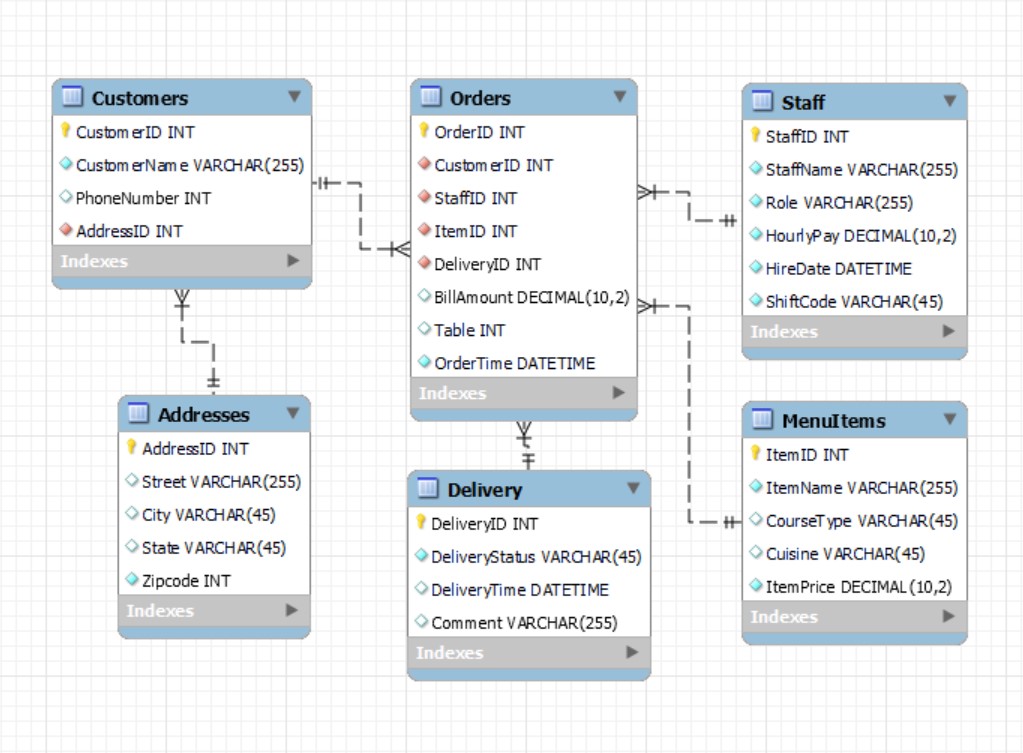 Customers
CustomerID INT
CustomerName VARCHAR(255)
PhoneNumber INT
AddressID INT
Indexes
Orders
OrderID INT
CustomerID INT
StaffID INT
ItemID INT
DeliveryID INT
BillAmount DECIMAL(10,2)
Table INT
OrderTime DATETIME
Indexes
Staff
StaffID INT
StaffName VARCHAR(255)
Role VARCHAR(255)
HourlyPay DECIMAL(10,2)
HireDate DATETIME
ShiftCode VARCHAR(45)
Indexes
Addresses
AddressID INT
Street VARCHAR(255)
City VARCHAR(45)
State VARCHAR(45)
Zipcode INT
Indexes
Delivery
DeliveryID INT
DeliveryStatus VARCHAR(45)
DeliveryTime DATETIME
Comment VARCHAR(255)
Indexes
MenuItems
ItemID INT
ItemName VARCHAR(255)
CourseType VARCHAR(45)
Cuisine VARCHAR(45)
ItemPrice DECIMAL(10,2)
Indexes